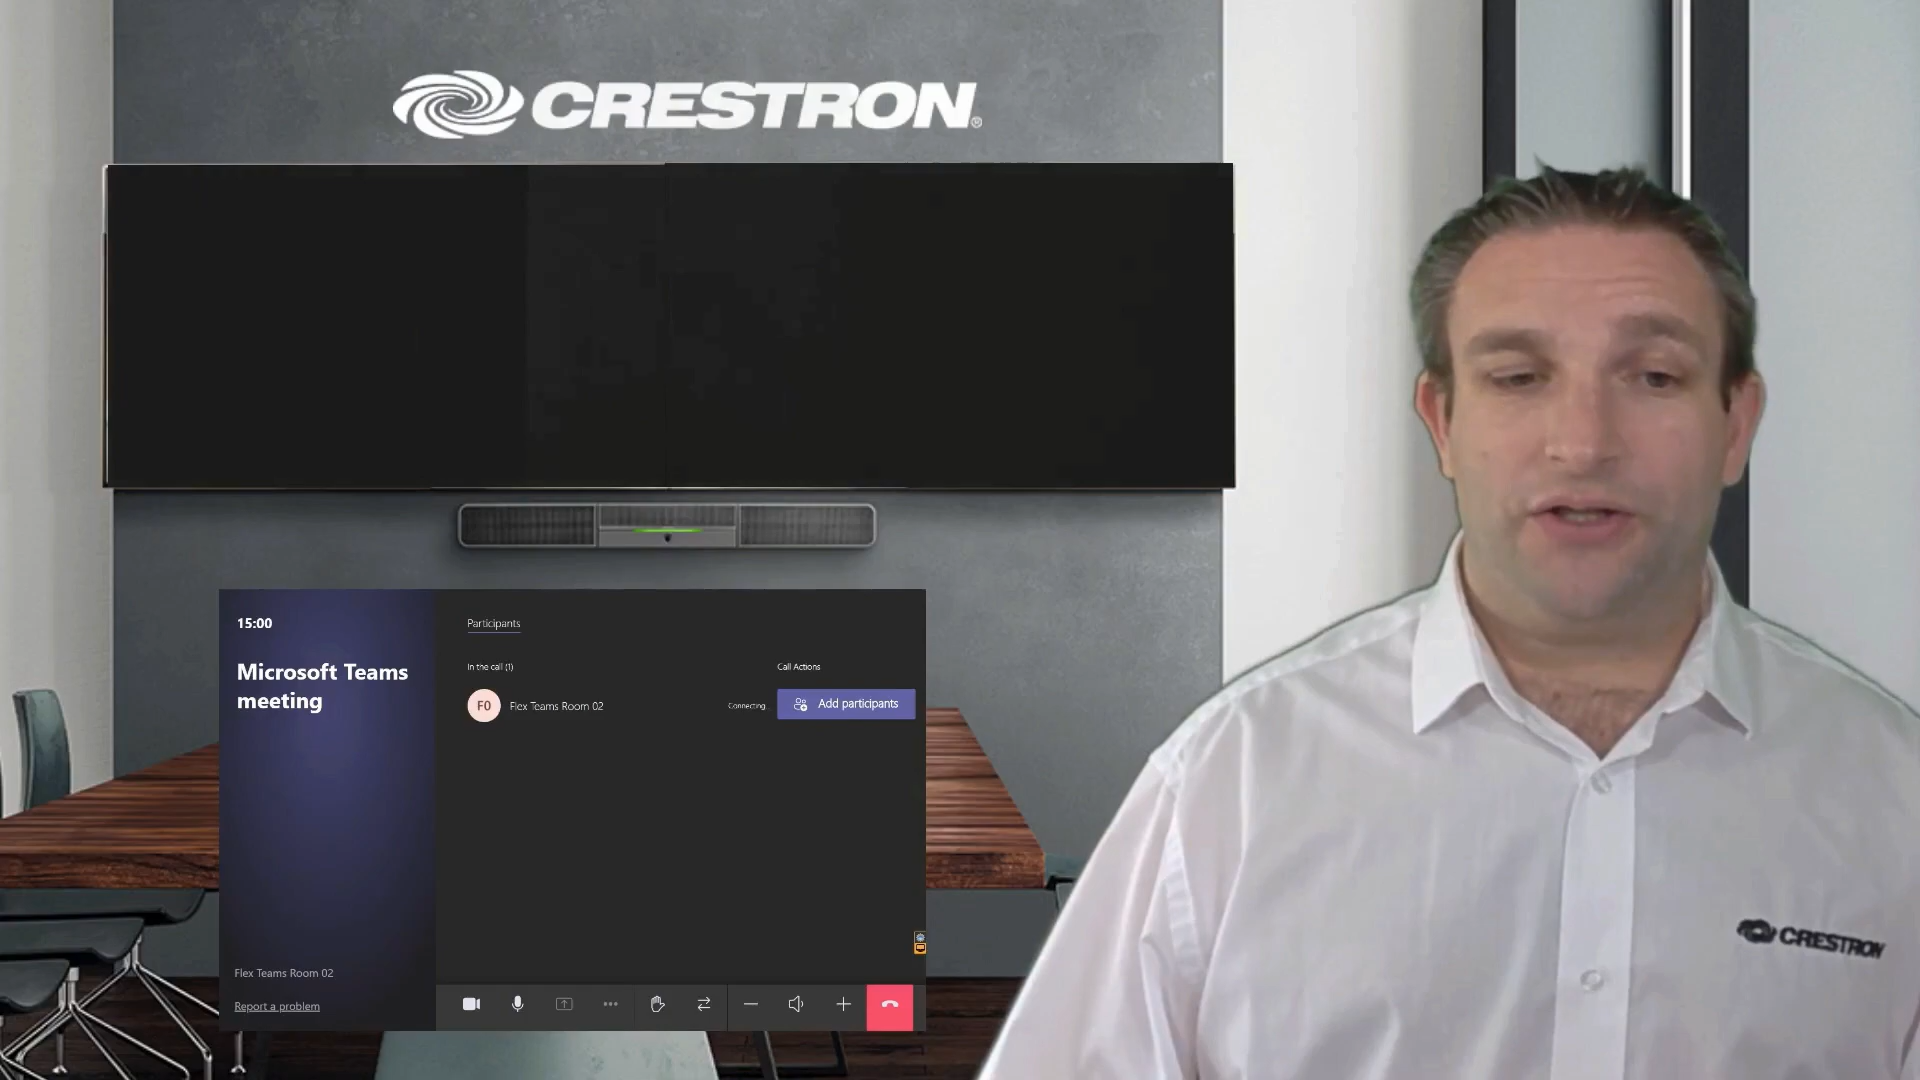 CRESTRON®
15:00
Microsoft Teams
meeting
Participants
In the call (1)
Call Actions
F0
Flex Teams Room 02
Connecting...
Add participants
Flex Teams Room 02
Report a problem
CRESTRON